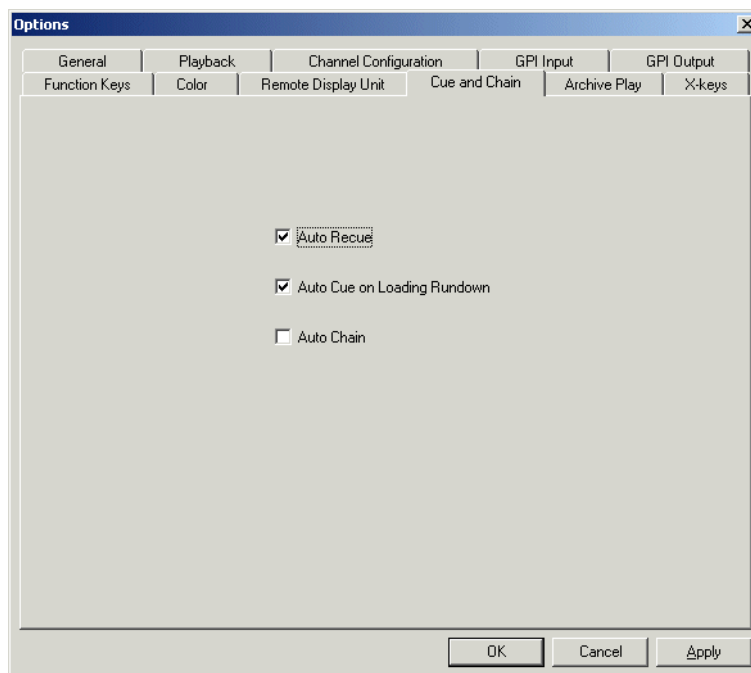 Options
General Playback Channel Configuration GPI Input GPI Output
Function Keys Color Remote Display Unit Cue and Chain Archive Play X-keys
Auto Recue
Auto Cue on Loading Rundown
Auto Chain
OK Cancel Apply